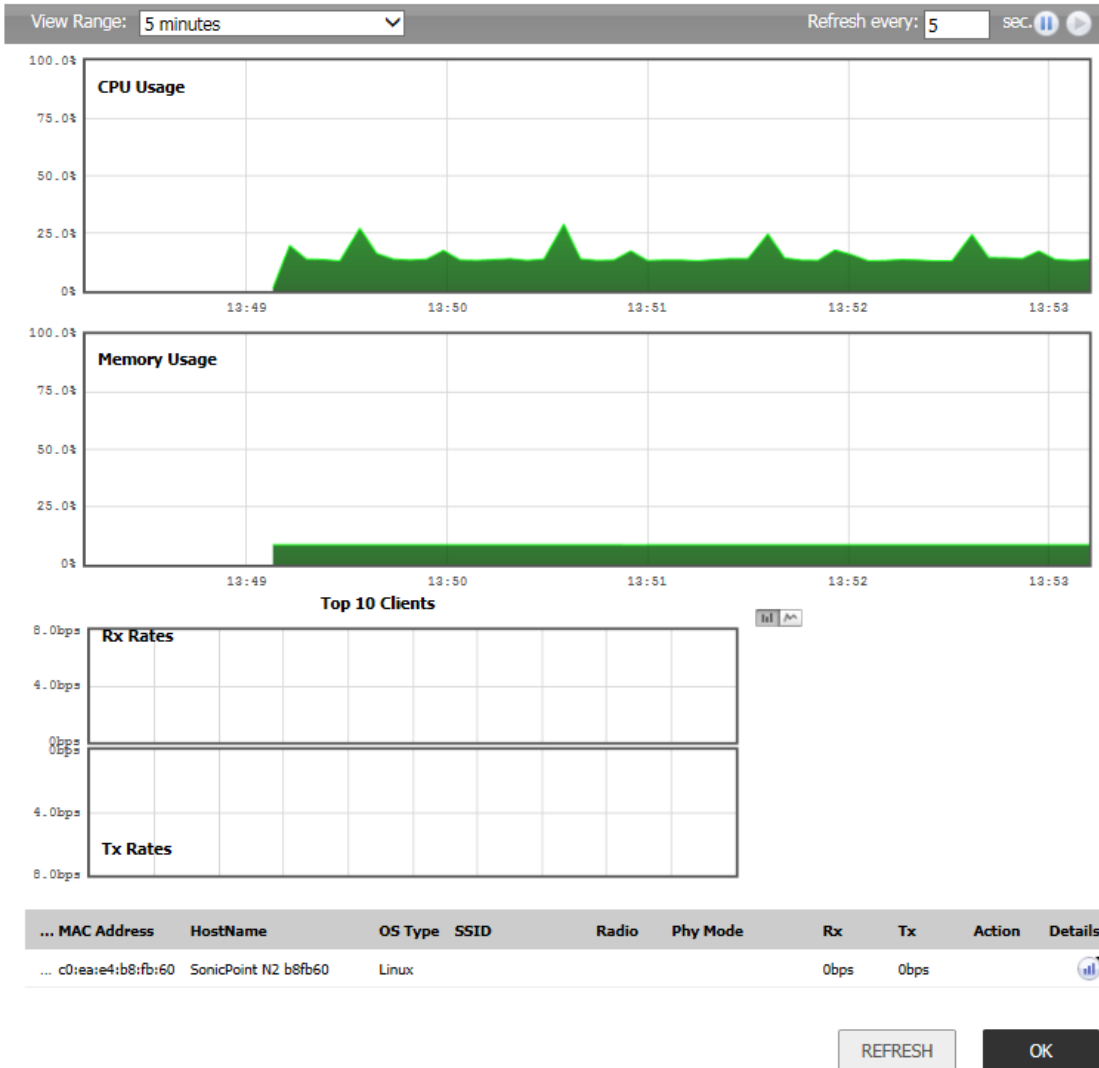 View Range: 5 minutes Refresh every: 5 sec.
100.0%
CPU Usage
75.0%
50.0%
25.0%
0%
13:49 13:50 13:51 13:52 13:53
100.0%
Memory Usage
75.0%
50.0%
25.0%
0%
13:49 13:50 13:51 13:52 13:53
Top 10 Clients
8.0bps Rx Rates
4.0bps
0bps
0bps
4.0bps
Tx Rates
8.0bps
... MAC Address HostName OS Type SSID Radio Phy Mode Rx Tx Action Details
... c0:ea:e4:b8:fb:60 SonicPoint N2 b8fb60 Linux 0bps 0bps
REFRESH OK